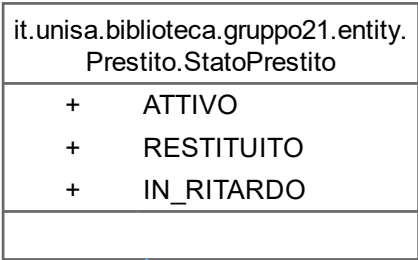 it.unisa.biblioteca.gruppo21.entity.
Prestito.StatoPrestito
+ ATTIVO
+ RESTITUITO
+ IN_RITARDO